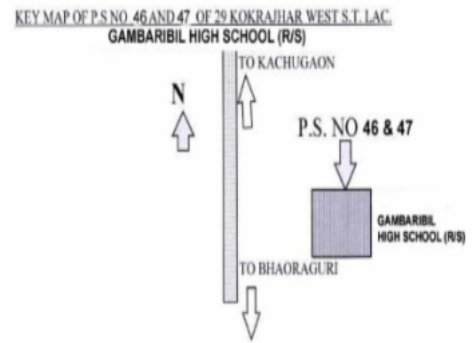 KEY MAP OF P.S NO 46 AND 47 OF 29 KOKRAJHAR WEST S.T. LAC.
GAMBARIBIL HIGH SCHOOL (R/S)
TO KACHUGAON
N
P.S. NO 46 & 47
GAMBARIBIL
HIGH SCHOOL (R/S)
TO BHAORAGURI